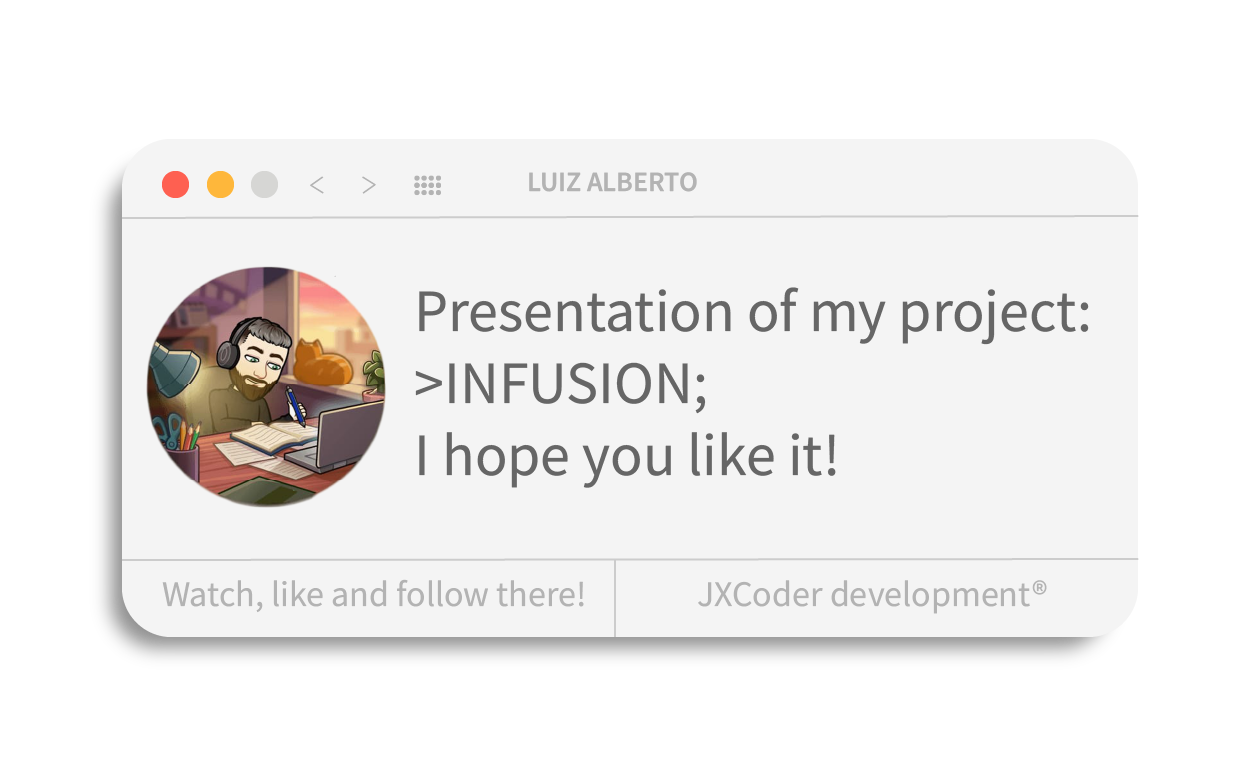 LUIZ ALBERTO
Presentation of my project:
>INFUSION;
I hope you like it!
Watch, like and follow there!
JXCoder development®